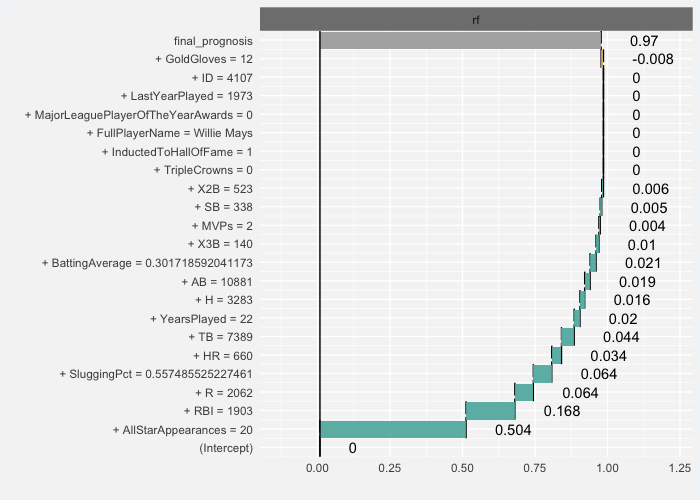 rf
final_prognosis 0.97
+ GoldGloves = 12 -0.008
+ ID = 4107 0
+ LastYearPlayed = 1973 0
+ MajorLeaguePlayerOfTheYearAwards = 0 0
+ FullPlayerName = Willie Mays 0
+ InductedToHallOfFame = 1 0
+ TripleCrowns = 0 0
+ X2B = 523 0.006
+ SB = 338 0.005
+ MVPs = 2 0.004
+ X3B = 140 0.01
+ BattingAverage = 0.301718592041173 0.021
+ AB = 10881 0.019
+ H = 3283 0.016
+ YearsPlayed = 22 0.02
+ TB = 7389 0.044
+ HR = 660 0.034
+ SluggingPct = 0.557485525227461 0.064
+ R = 2062 0.064
+ RBI = 1903 0.168
+ AllStarAppearances = 20 0.504
(Intercept) 0
0.00 0.25 0.50 0.75 1.00 1.25